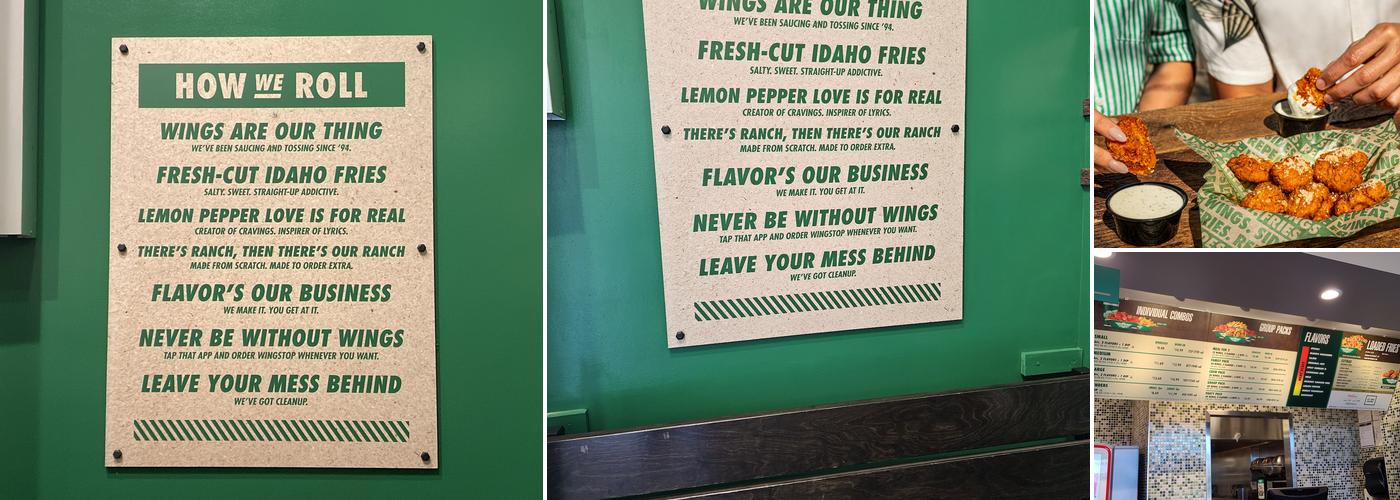 HOW WE ROLL
WINGS ARE OUR THING
WE'VE BEEN SAUCING AND TOSSING SINCE '94.
FRESH-CUT IDAHO FRIES
SALTY. SWEET. STRAIGHT-UP ADDICTIVE.
LEMON PEPPER LOVE IS FOR REAL
CREATOR OF CRAVINGS. INSPIRER OF LYRICS.
THERE'S RANCH, THEN THERE'S OUR RANCH
MADE FROM SCRATCH. MADE TO ORDER EXTRA.
FLAVOR'S OUR BUSINESS
WE MAKE IT. YOU GET AT IT.
NEVER BE WITHOUT WINGS
TAP THAT APP AND ORDER WINGSTOP WHENEVER YOU WANT.
LEAVE YOUR MESS BEHIND
WE'VE GOT CLEANUP.
WINGS ARE OUR THING
WE'VE BEEN SAUCING AND TOSSING SINCE '94.
FRESH-CUT IDAHO FRIES
SALTY. SWEET. STRAIGHT-UP ADDICTIVE.
LEMON PEPPER LOVE IS FOR REAL
CREATOR OF CRAVINGS. INSPIRER OF LYRICS.
THERE'S RANCH, THEN THERE'S OUR RANCH
MADE FROM SCRATCH. MADE TO ORDER EXTRA.
FLAVOR'S OUR BUSINESS
WE MAKE IT. YOU GET AT IT.
NEVER BE WITHOUT WINGS
TAP THAT APP AND ORDER WINGSTOP WHENEVER YOU WANT.
LEAVE YOUR MESS BEHIND
WE'VE GOT CLEANUP.
WINGS.
FRIES.
REPEAT
INDIVIDUAL COMBOS
GROUP PACKS
FLAVORS
LOADED FRIES